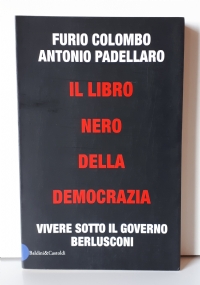 FURIO COLOMBO
ANTONIO PADELLARO
IL LIBRO
NERO
DELLA
DEMOCRAZIA
VIVERE SOTTO IL GOVERNO
BERLUSCONI
Baldini&Castoldi